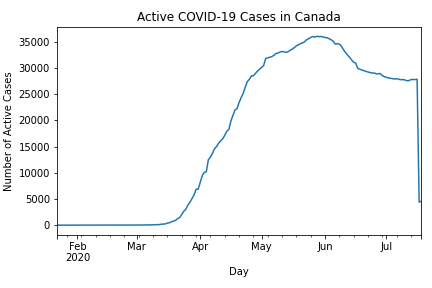 Active COVID-19 Cases in Canada
Number of Active Cases
35000
30000
25000
20000
15000
10000
5000
0
Feb Mar Apr May Jun Jul
2020
Day